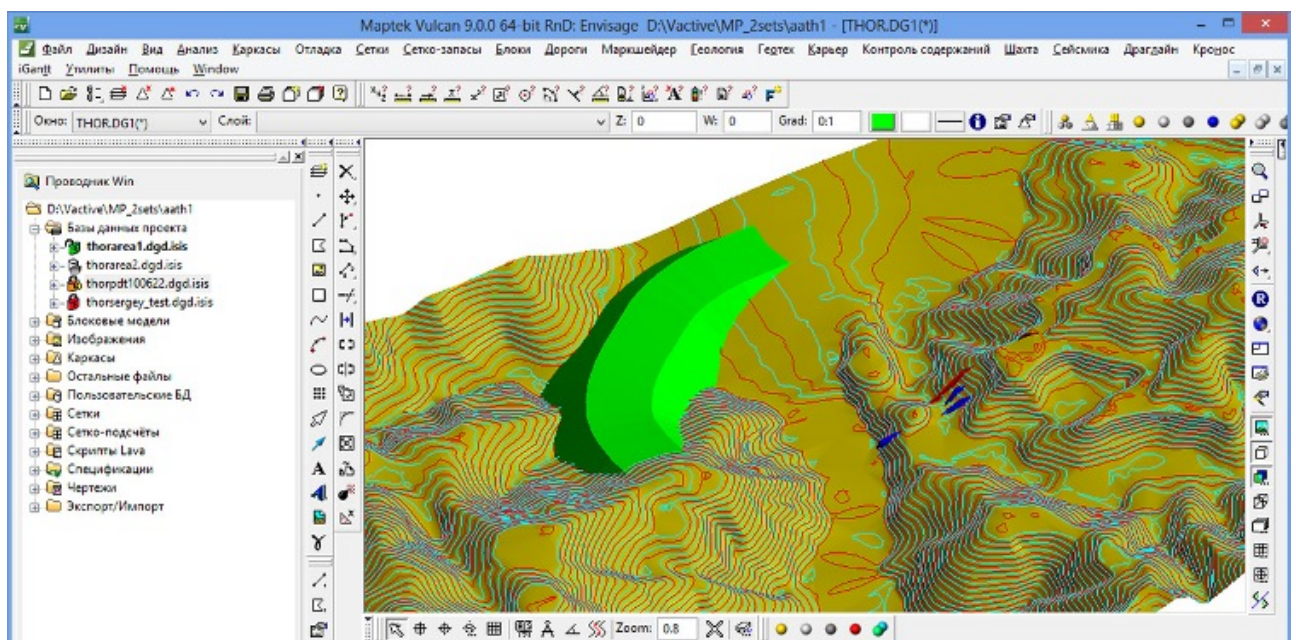 Maptek Vulcan 9.0.0 64-bit RnD: Envisage D:\Vactive\MP_2sets\aath1 - [THOR.DG1(*)]
Файл Дизайн Вид Анализ Каркасы Отладка Сетки Сетко-запасы Блоки Дороги Маркшейдер Геология Гедтех Карьер Контроль содержаний Шахта Сейсмика Драглайн Кронос
iGantt Утилиты Помощь Window
Окно: THOR.DG1(*) Слой: Z: 0 W: 0 Grad: 0:1
Проводник Win
D:\Vactive\MP_2sets\aath1
Базы данных проекта
thorarea1.dgd.isis
thorarea2.dgd.isis
thorpdt100622.dgd.isis
thorsergey_test.dgd.isis
Блоковые модели
Изображения
Каркасы
Остальные файлы
Пользовательские БД
Сетки
Сетко-подсчёты
Скрипты Lava
Спецификации
Чертежи
Экспорт/Импорт
Zoom: 0.8